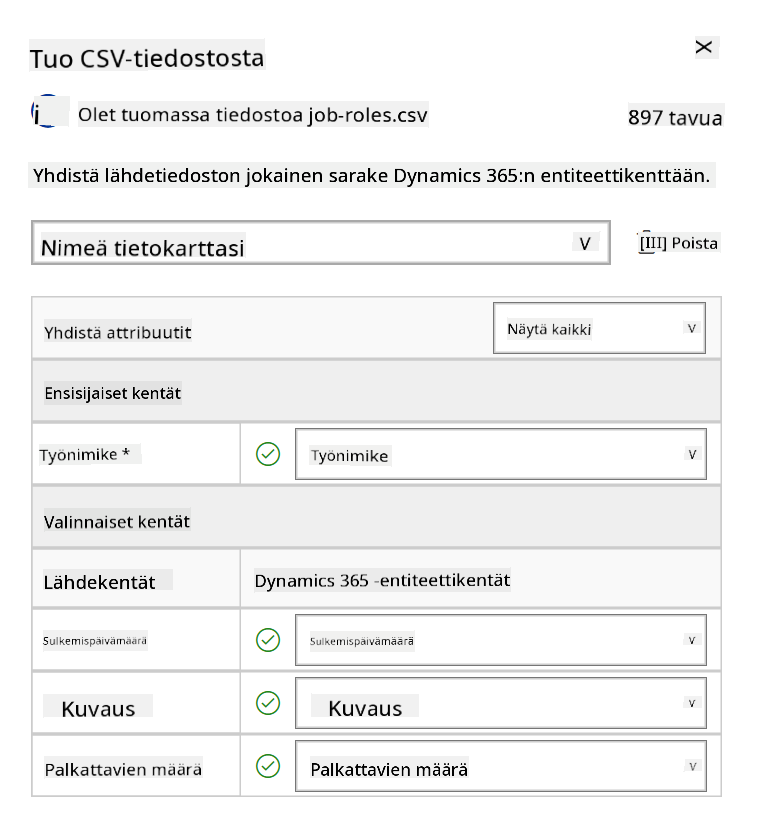 Tuo CSV-tiedostosta
i Olet tuomassa tiedostoa job-roles.csv 897 tavua
Yhdistä lähdetiedoston jokainen sarake Dynamics 365:n entiteettikenttään.
Nimeä tietokarttasi V [III] Poista
Yhdistä attribuutit Näytä kaikki V
Ensisijaiset kentät
Työnimike * Työnimike V
Valinnaiset kentät
Lähdekentät Dynamics 365 -entiteettikentät
Sulkemispäivämäärä Sulkemispäivämäärä V
Kuvaus Kuvaus V
Palkattavien määrä Palkattavien määrä V